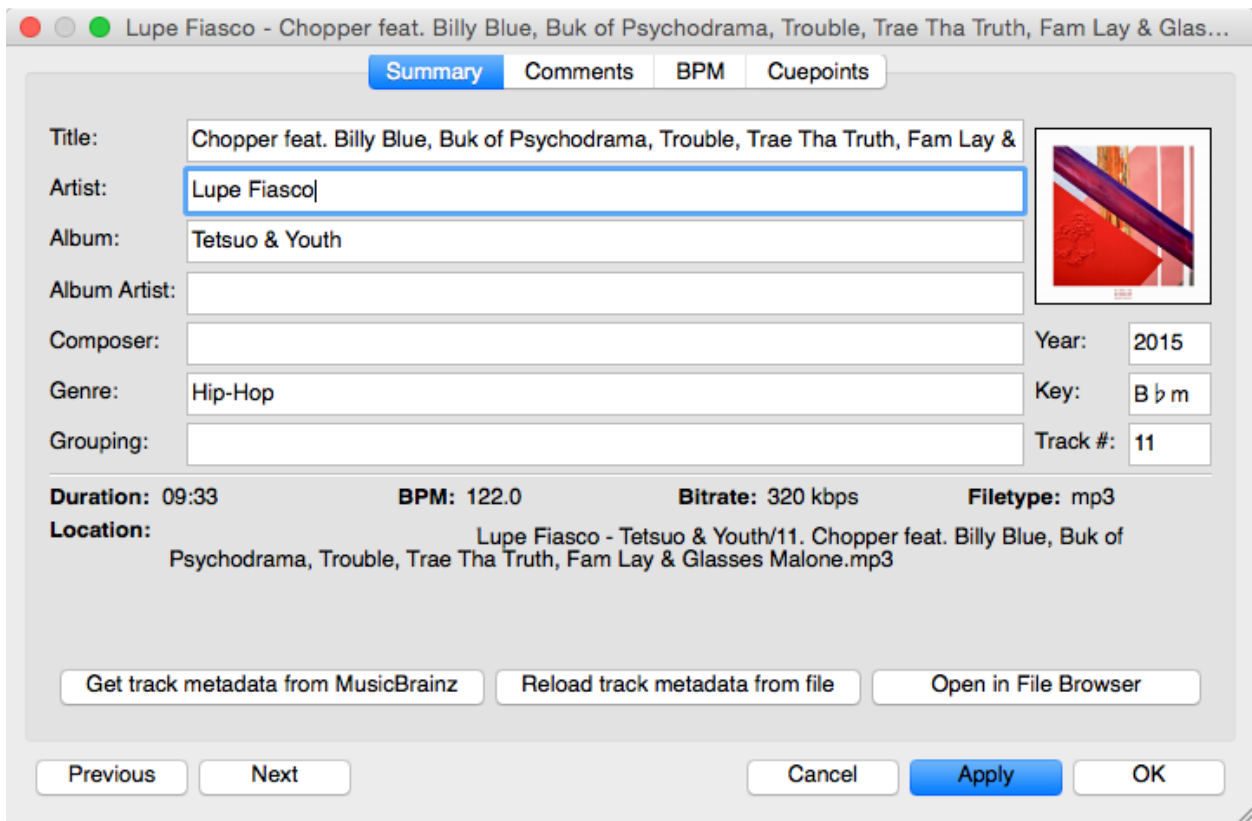 Lupe Fiasco - Chopper feat. Billy Blue, Buk of Psychodrama, Trouble, Trae Tha Truth, Fam Lay & Glas...
Summary Comments BPM Cuepoints
Title: Chopper feat. Billy Blue, Buk of Psychodrama, Trouble, Trae Tha Truth, Fam Lay &
Artist: Lupe Fiasco
Album: Tetsuo & Youth
Album Artist:
Composer: Year: 2015
Genre: Hip-Hop Key: B♭m
Grouping: Track #: 11
Duration: 09:33 BPM: 122.0 Bitrate: 320 kbps Filetype: mp3
Location: Lupe Fiasco - Tetsuo & Youth/11. Chopper feat. Billy Blue, Buk of
Psychodrama, Trouble, Trae Tha Truth, Fam Lay & Glasses Malone.mp3
Get track metadata from MusicBrainz Reload track metadata from file Open in File Browser
Previous Next Cancel Apply OK